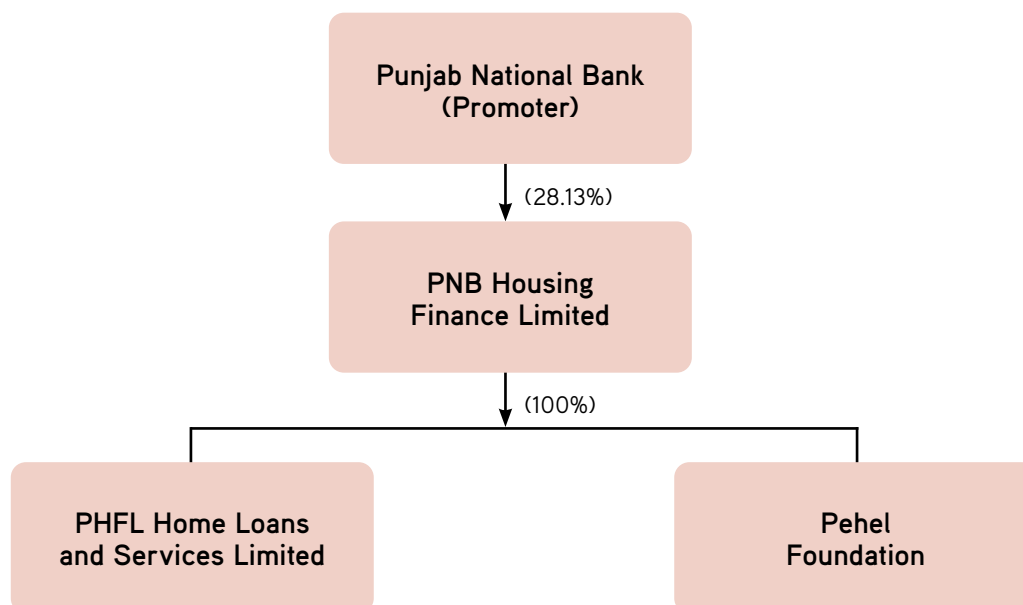 Punjab National Bank
(Promoter)
(28.13%)
PNB Housing
Finance Limited
(100%)
PHFL Home Loans
and Services Limited
Pehel
Foundation